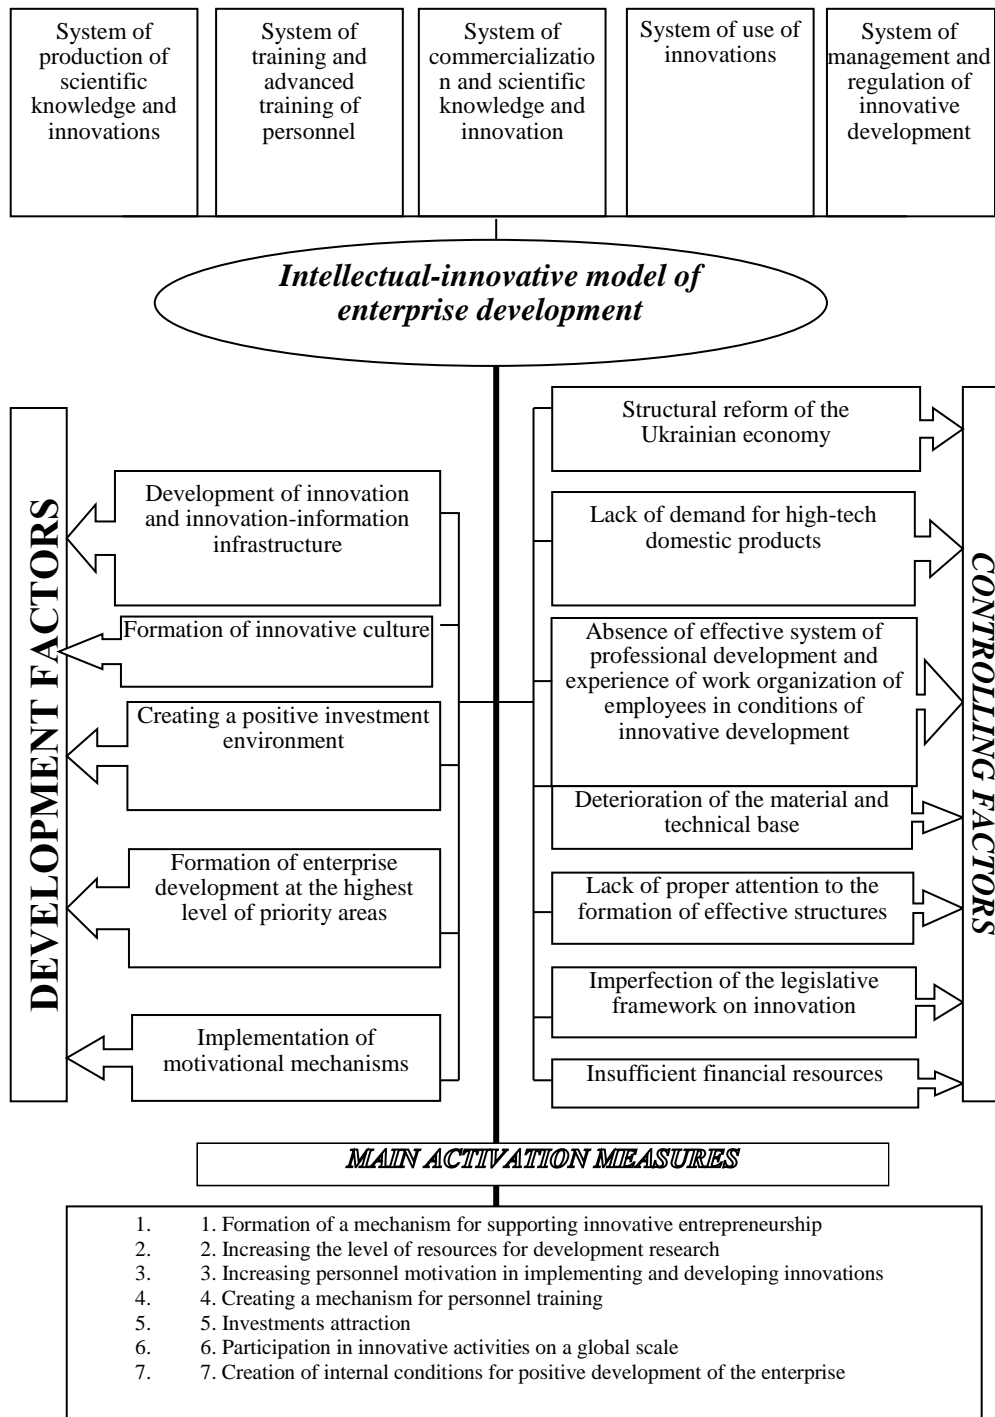 System of
production of
scientific
knowledge and
innovations
System of
training and
advanced
training of
personnel
System of
commercializatio
n and scientific
knowledge and
innovation
System of use of
innovations
System of
management and
regulation of
innovative
development
Intellectual-innovative model of
enterprise development
DEVELOPMENT FACTORS
Development of innovation
and innovation-information
infrastructure
Formation of innovative culture
Creating a positive investment
environment
Formation of enterprise
development at the highest
level of priority areas
Implementation of
motivational mechanisms
Structural reform of the
Ukrainian economy
Lack of demand for high-tech
domestic products
Absence of effective system of
professional development and
experience of work organization of
employees in conditions of
innovative development
Deterioration of the material and
technical base
Lack of proper attention to the
formation of effective structures
Imperfection of the legislative
framework on innovation
Insufficient financial resources
CONTROLLING FACTORS
MAIN ACTIVATION MEASURES
1. 1. Formation of a mechanism for supporting innovative entrepreneurship
2. 2. Increasing the level of resources for development research
3. 3. Increasing personnel motivation in implementing and developing innovations
4. 4. Creating a mechanism for personnel training
5. 5. Investments attraction
6. 6. Participation in innovative activities on a global scale
7. 7. Creation of internal conditions for positive development of the enterprise